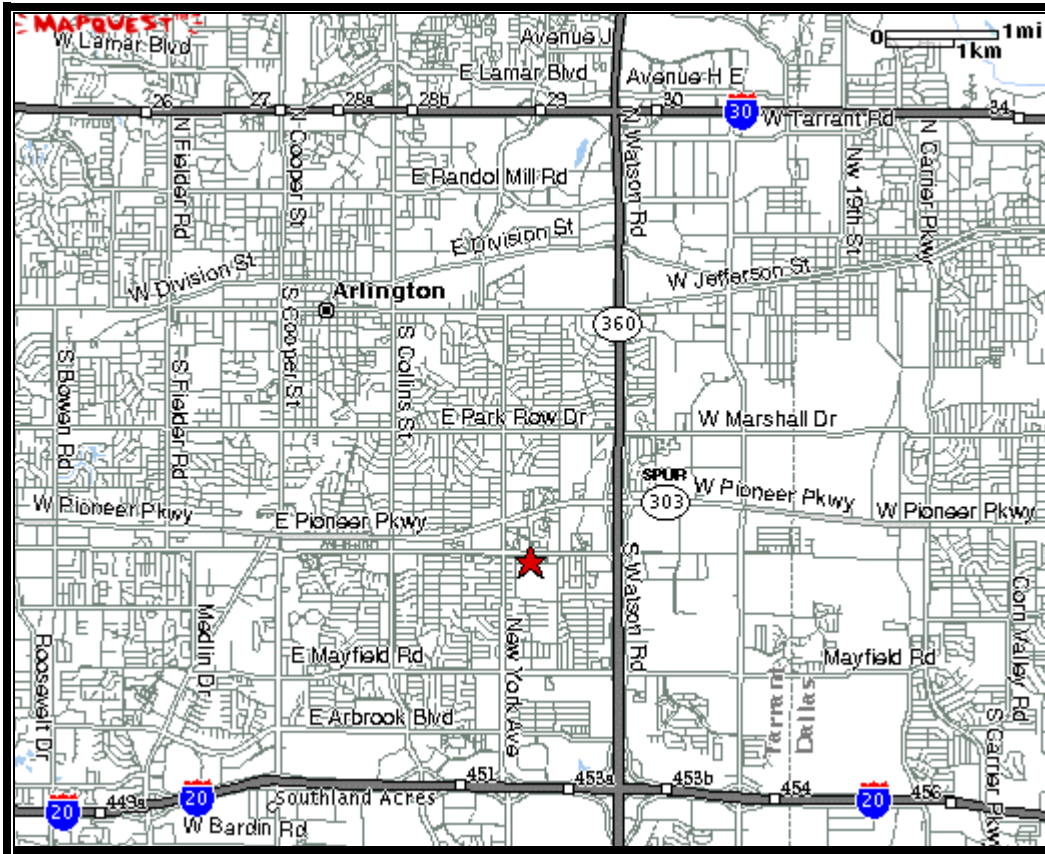 MAPQUEST
W Lamar Blvd
Avenue J
0 1mi
1km
E Lamar Blvd
Avenue H E
26
27
28a
28b
29
30
30
W Tarrant Rd
34
N Fielder Rd
N Cooper St
N Watson Rd
Nw 19th St
N Carrier Pkwy
E Randol Mill Rd
E Division St
W Division St
W Jefferson St
Arlington
360
S Bowen Rd
S Fielder Rd
S Cooper St
S Collins St
E Park Row Dr
W Marshall Dr
SPUR
303
W Pioneer Pkwy
W Pioneer Pkwy
W Pioneer Pkwy
E Pioneer Pkwy
S Watson Rd
Corn Valley Rd
Roosevelt Dr
Medlin Dr
New York Ave
E Mayfield Rd
Mayfield Rd
Tarrant
Dallas
E Arbrook Blvd
S Carrier Pkwy
451
453a
453b
454
456
20
449a
20
Southland Acres
20
W Bardin Rd